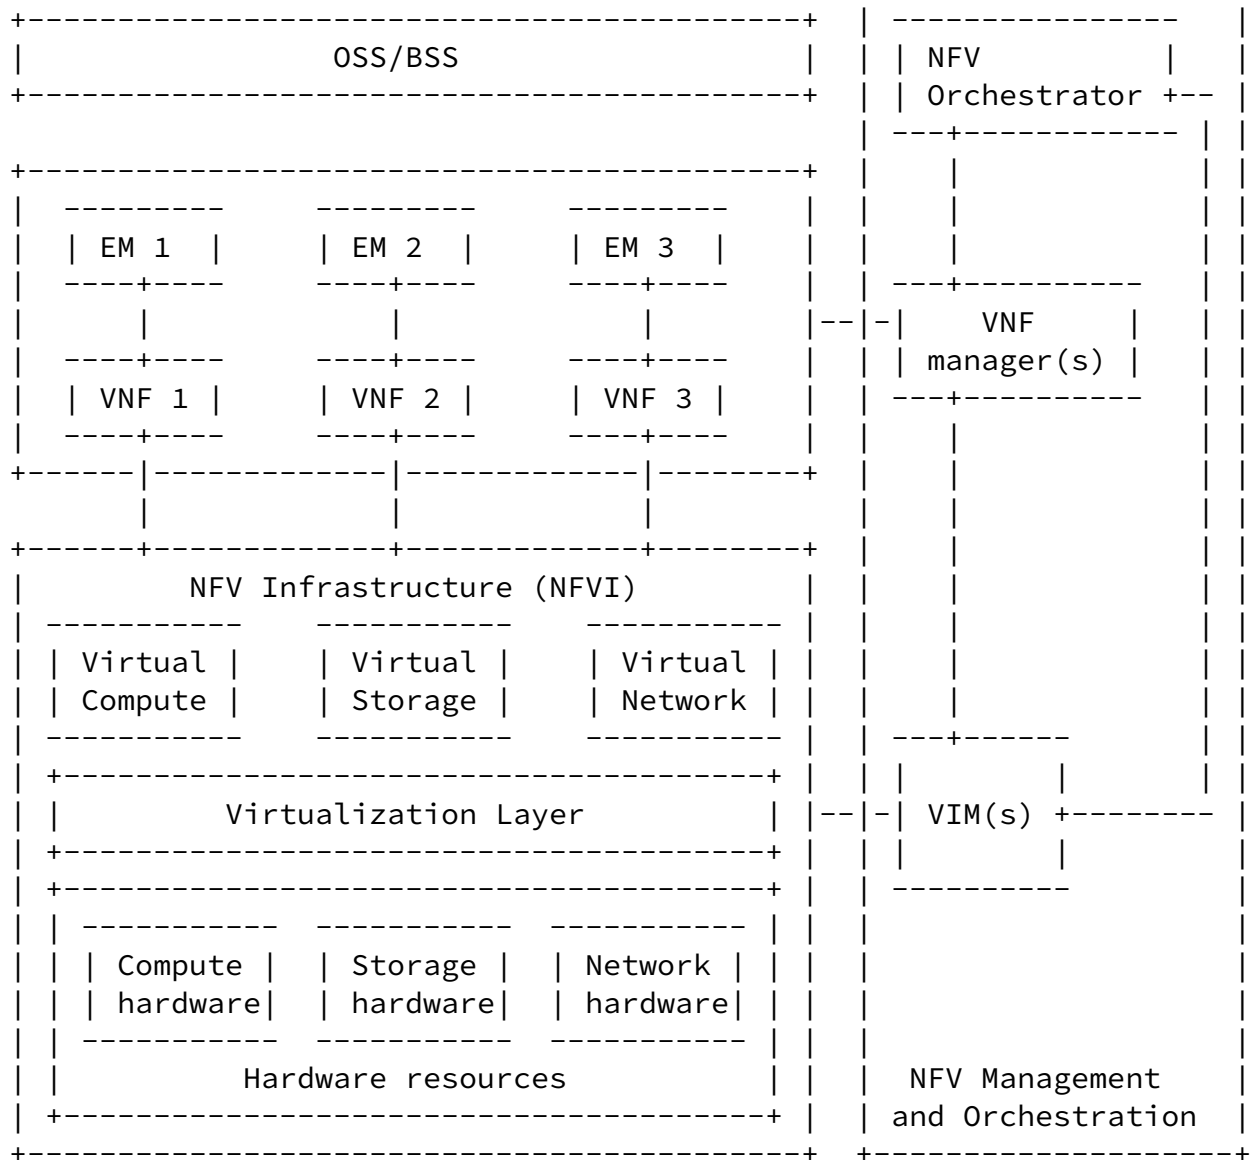 OSS/BSS
NFV
Orchestrator
EM 1 EM 2 EM 3
VNF
manager(s)
VNF 1 VNF 2 VNF 3
NFV Infrastructure (NFVI)
Virtual Virtual Virtual
Compute Storage Network
Virtualization Layer
VIM(s)
Compute Storage Network
hardware hardware hardware
Hardware resources
NFV Management
and Orchestration